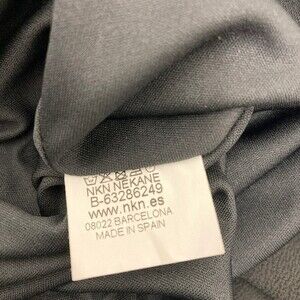 NKN NEKANE
B-63286249
www.nkn.es
08022 BARCELONA
MADE IN SPAIN